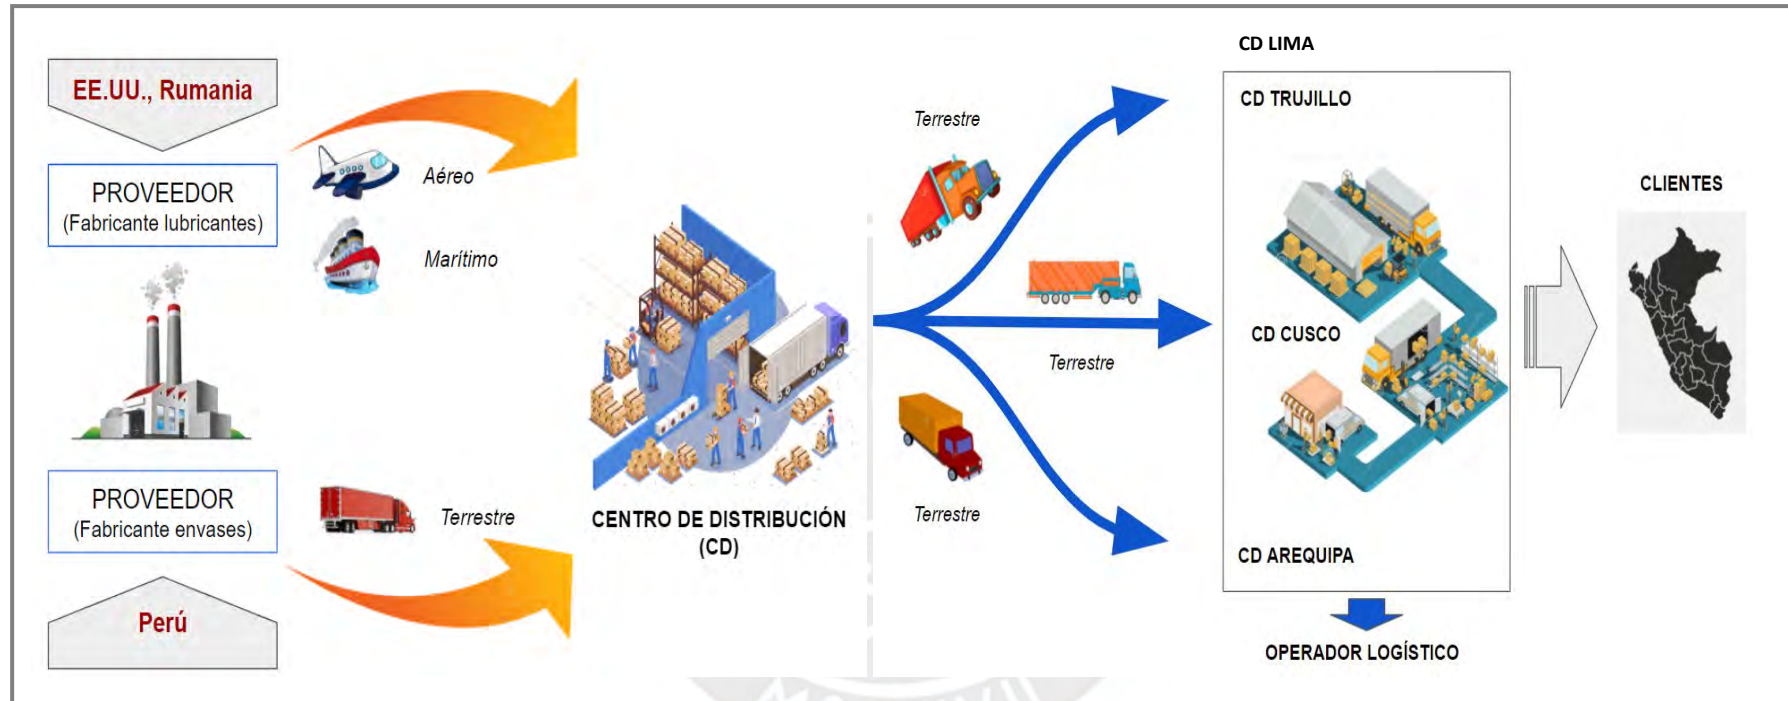 EE.UU., Rumania
PROVEEDOR
(Fabricante lubricantes)
Aéreo
Marítimo
PROVEEDOR
(Fabricante envases)
Terrestre
Perú
CENTRO DE DISTRIBUCIÓN
(CD)
Terrestre
Terrestre
Terrestre
CD LIMA
CD TRUJILLO
CD CUSCO
CD AREQUIPA
OPERADOR LOGÍSTICO
CLIENTES